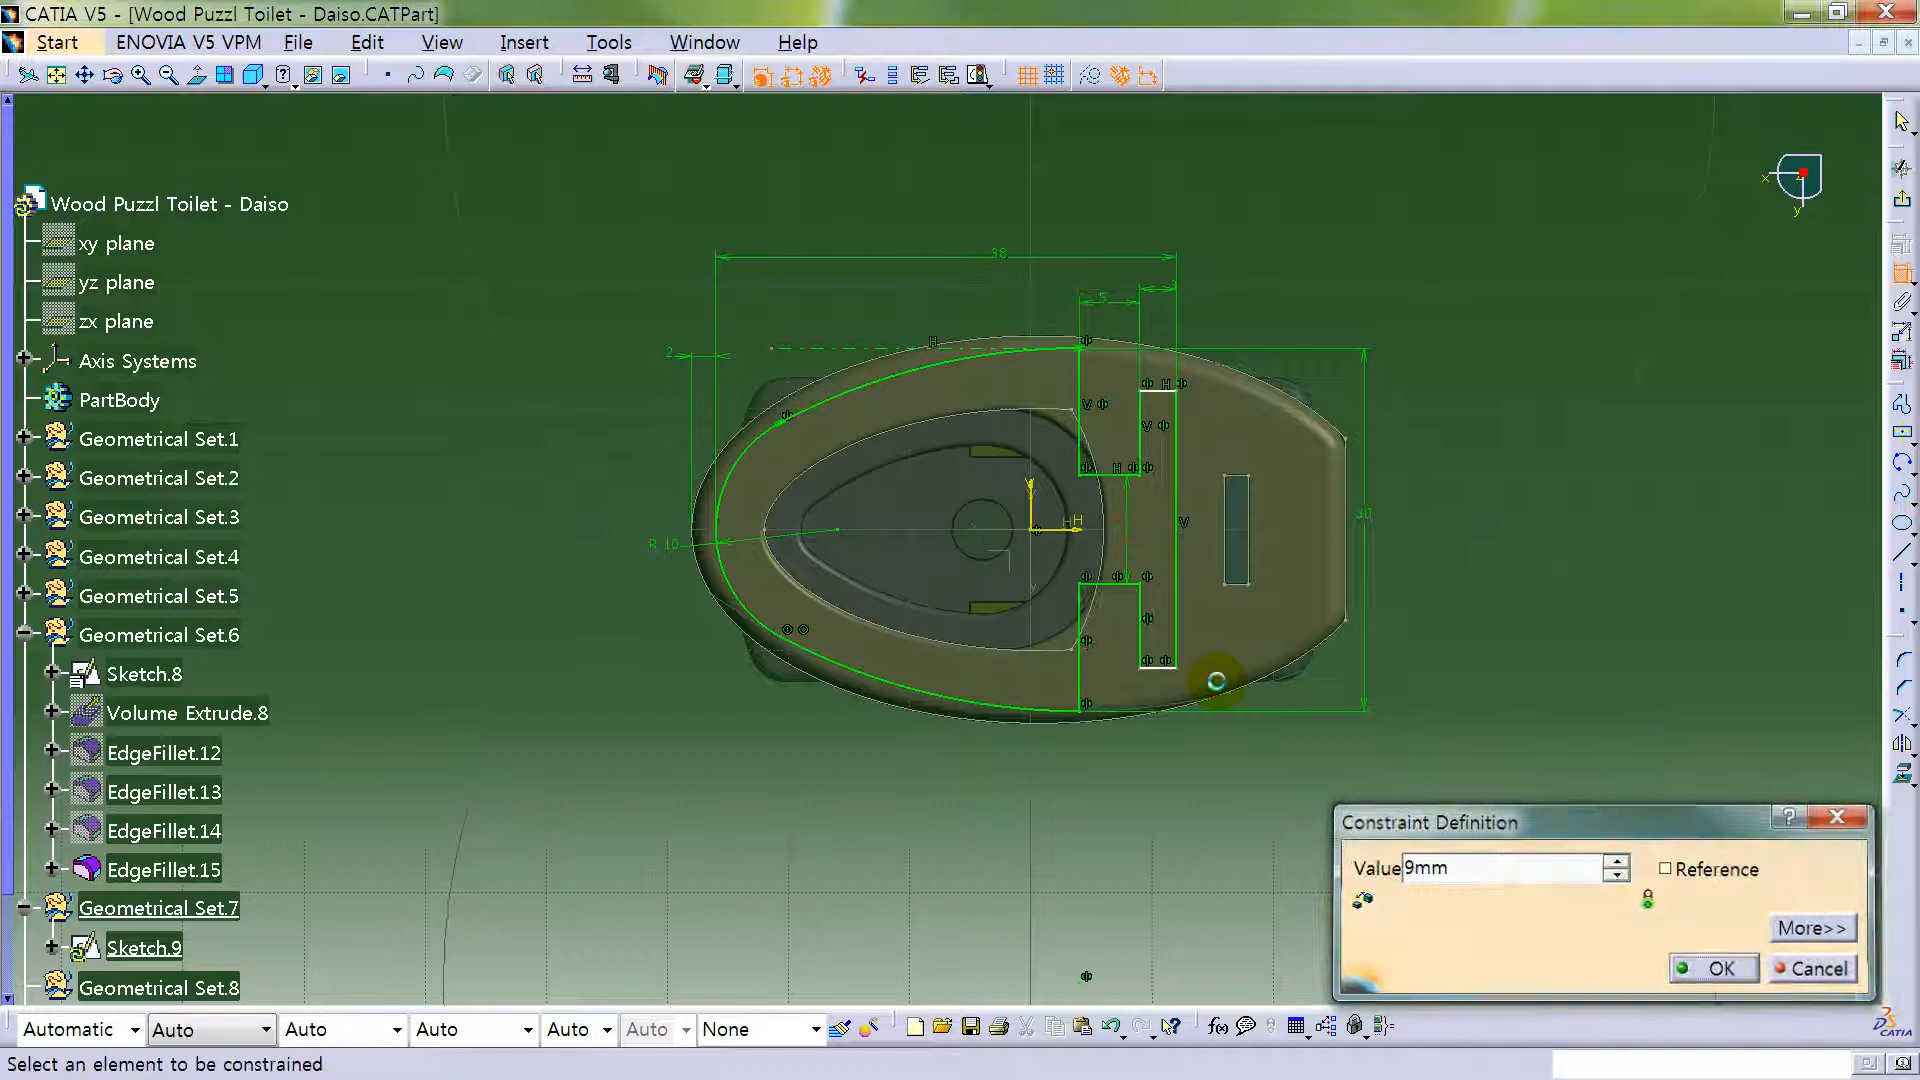 CATIA V5 - [Wood Puzzl Toilet - Daiso.CATPart]
Start ENOVIA V5 VPM File Edit View Insert Tools Window Help
Wood Puzzl Toilet - Daiso
xy plane
yz plane
zx plane
Axis Systems
PartBody
Geometrical Set.1
Geometrical Set.2
Geometrical Set.3
Geometrical Set.4
Geometrical Set.5
Geometrical Set.6
Sketch.8
Volume Extrude.8
EdgeFillet.12
EdgeFillet.13
EdgeFillet.14
EdgeFillet.15
Geometrical Set.7
Sketch.9
Geometrical Set.8
x
y
38
5
2
H
H
V
V
H
V
R 10
H
30
Constraint Definition
Value 9mm
Reference
More>>
OK Cancel
Automatic Auto Auto Auto Auto Auto None
CATIA
Select an element to be constrained